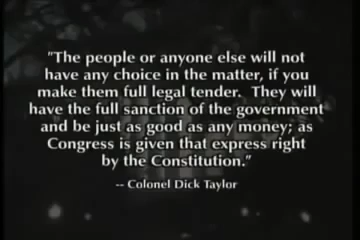 "The people or anyone else will not
have any choice in the matter, if you
make them full legal tender. They will
have the full sanction of the government
and be just as good as any money; as
Congress is given that express right
by the Constitution."
-- Colonel Dick Taylor